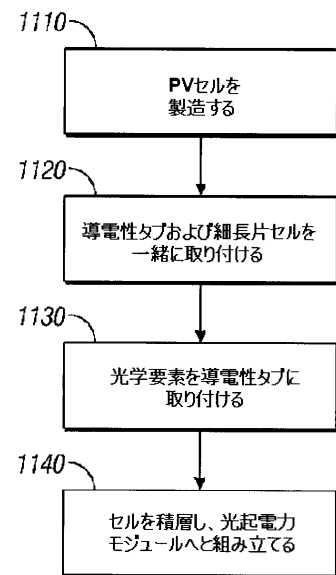 1110
PVセルを
製造する
1120
導電性タブおよび細長片セルを
一緒に取り付ける
1130
光学要素を導電性タブに
取り付ける
1140
セルを積層し、光起電力
モジュールへと組み立てる